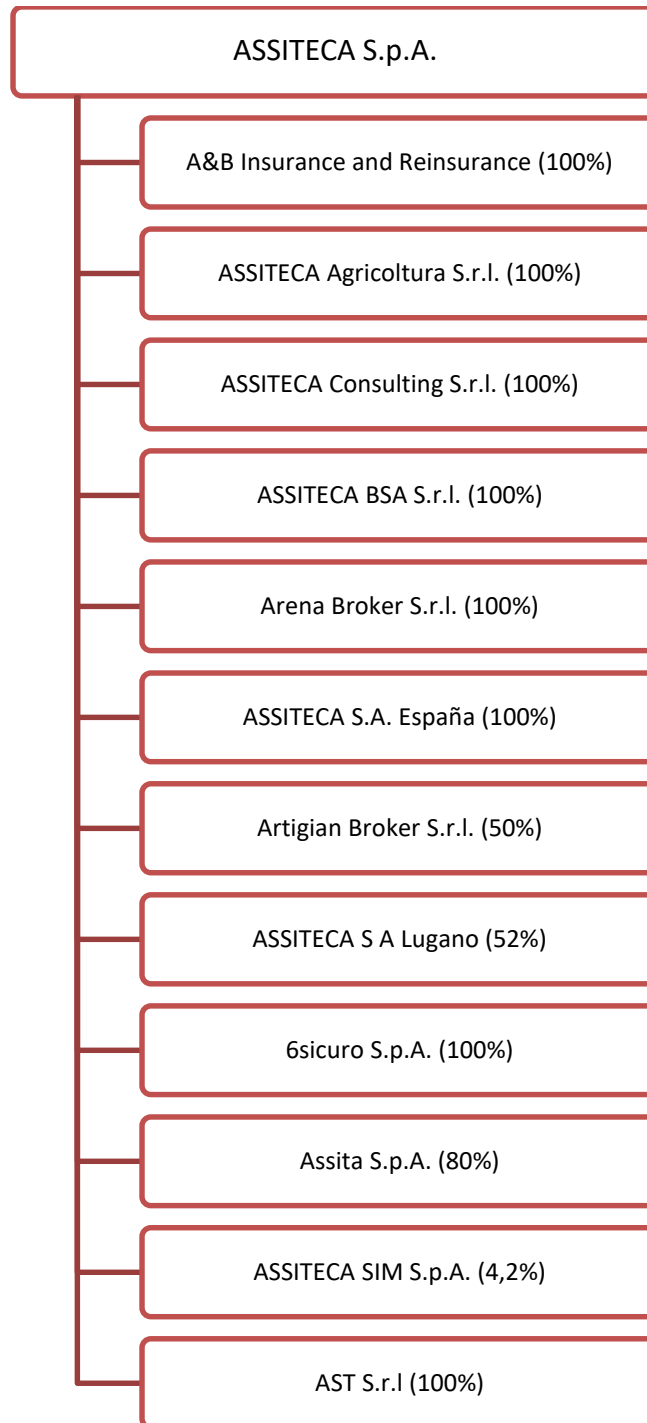 ASSITECA S.p.A.
A&B Insurance and Reinsurance (100%)
ASSITECA Agricoltura S.r.l. (100%)
ASSITECA Consulting S.r.l. (100%)
ASSITECA BSA S.r.l. (100%)
Arena Broker S.r.l. (100%)
ASSITECA S.A. España (100%)
Artigian Broker S.r.l. (50%)
ASSITECA S A Lugano (52%)
6sicuro S.p.A. (100%)
Assita S.p.A. (80%)
ASSITECA SIM S.p.A. (4,2%)
AST S.r.l (100%)